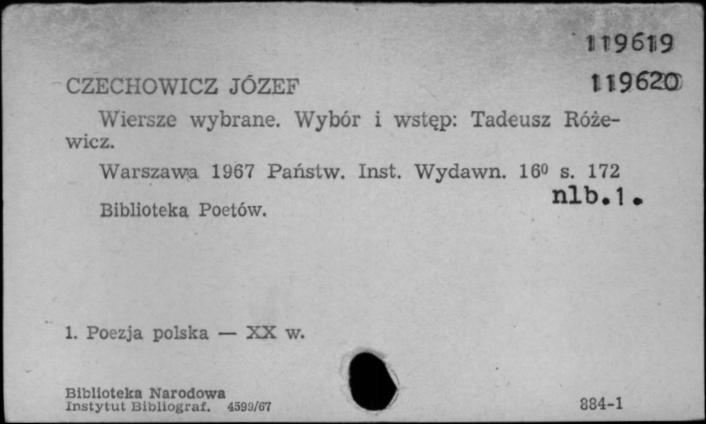 119619
CZECHOWICZ JÓZEF 119620
Wiersze wybrane. Wybór i wstęp: Tadeusz Róże-
wicz.
Warszawa 1967 Państw. Inst. Wydawn. 16⁰ s. 172
nlb.1.
Biblioteka Poetów.
1. Poezja polska — XX w.
Biblioteka Narodowa
Instytut Bibliograf. 4599/67 884-1